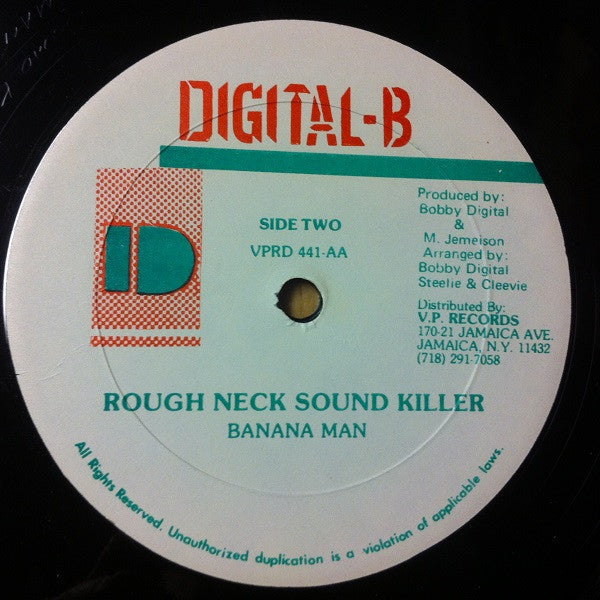 DIGITAL-B
SIDE TWO
VPRD 441-AA
Produced by:
Bobby Digital
&
M. Jemeison
Arranged by:
Bobby Digital
Steelie & Cleevie
Distributed By:
V.P. RECORDS
170-21 JAMAICA AVE.
JAMAICA, N.Y. 11432
(718) 291-7058
D
ROUGH NECK SOUND KILLER
BANANA MAN
All Rights Reserved. Unauthorized duplication is a violation of applicable laws.